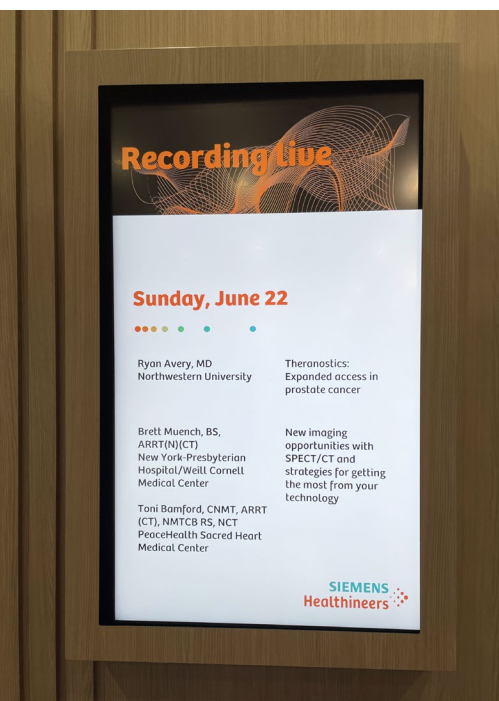 Recording live
Sunday, June 22
Ryan Avery, MD
Northwestern University
Theranostics:
Expanded access in
prostate cancer
Brett Muench, BS,
ARRT(N)(CT)
New York-Presbyterian
Hospital/Weill Cornell
Medical Center
Toni Bamford, CNMT, ARRT
(CT), NMTCB RS, NCT
PeaceHealth Sacred Heart
Medical Center
New imaging
opportunities with
SPECT/CT and
strategies for getting
the most from your
technology
SIEMENS
Healthineers